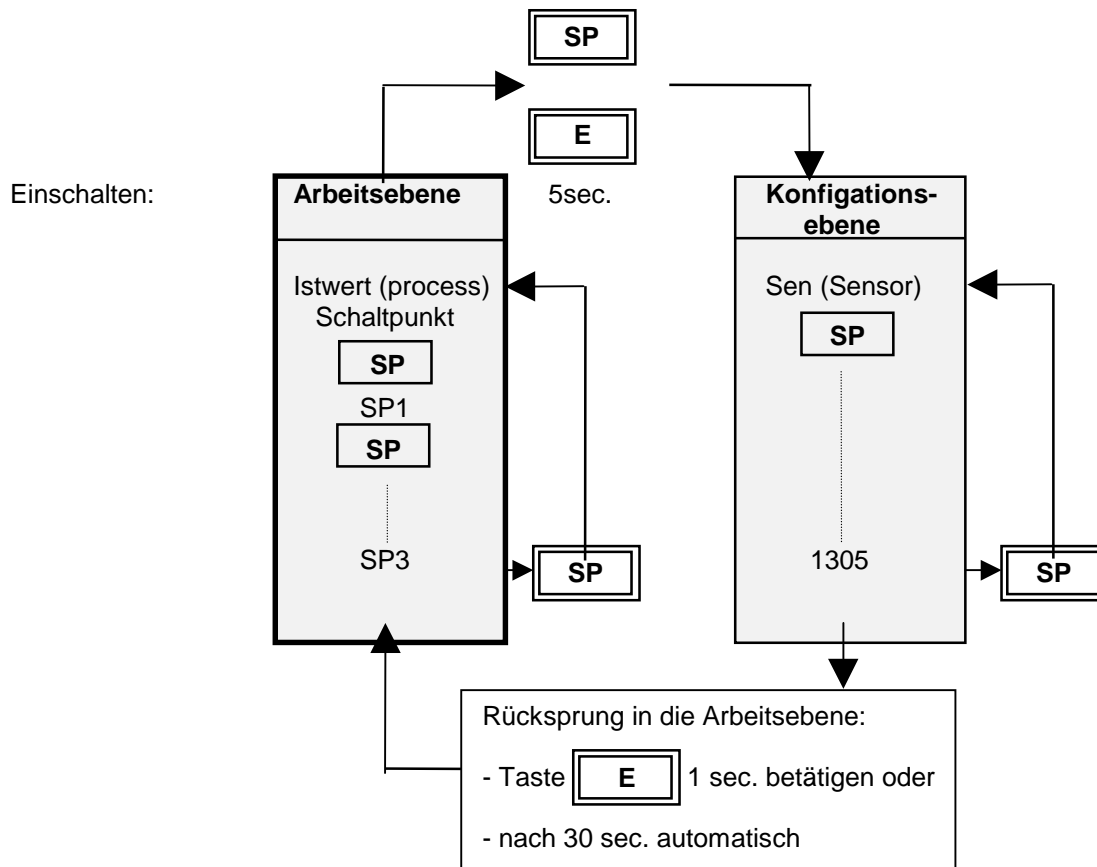 SP
E
Einschalten:
Arbeitsebene
5sec.
Konfigations-
ebene
Istwert (process)
Schaltpunkt
SP
SP1
SP
SP3
SP
Sen (Sensor)
SP
1305
SP
Rücksprung in die Arbeitsebene:
- Taste E 1 sec. betätigen oder
- nach 30 sec. automatisch